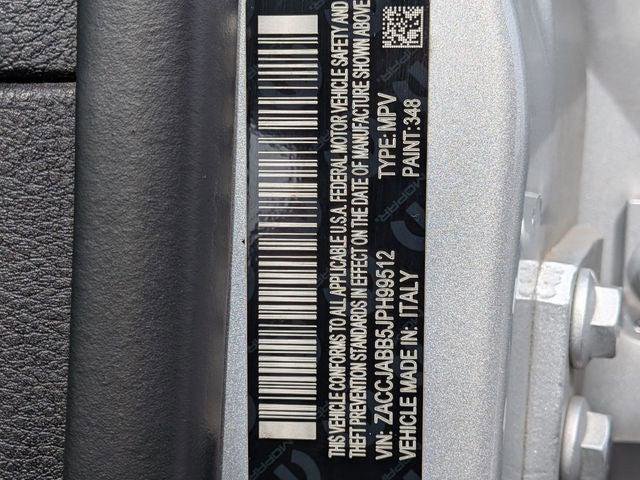 THIS VEHICLE CONFORMS TO ALL APPLICABLE U.S.A. FEDERAL MOTOR VEHICLE SAFETY AND
THEFT PREVENTION STANDARDS IN EFFECT ON THE DATE OF MANUFACTURE SHOWN ABOVE
VIN: ZACCJABB5JPH99512 TYPE: MPV
VEHICLE MADE IN: ITALY PAINT: 348
MOPAR